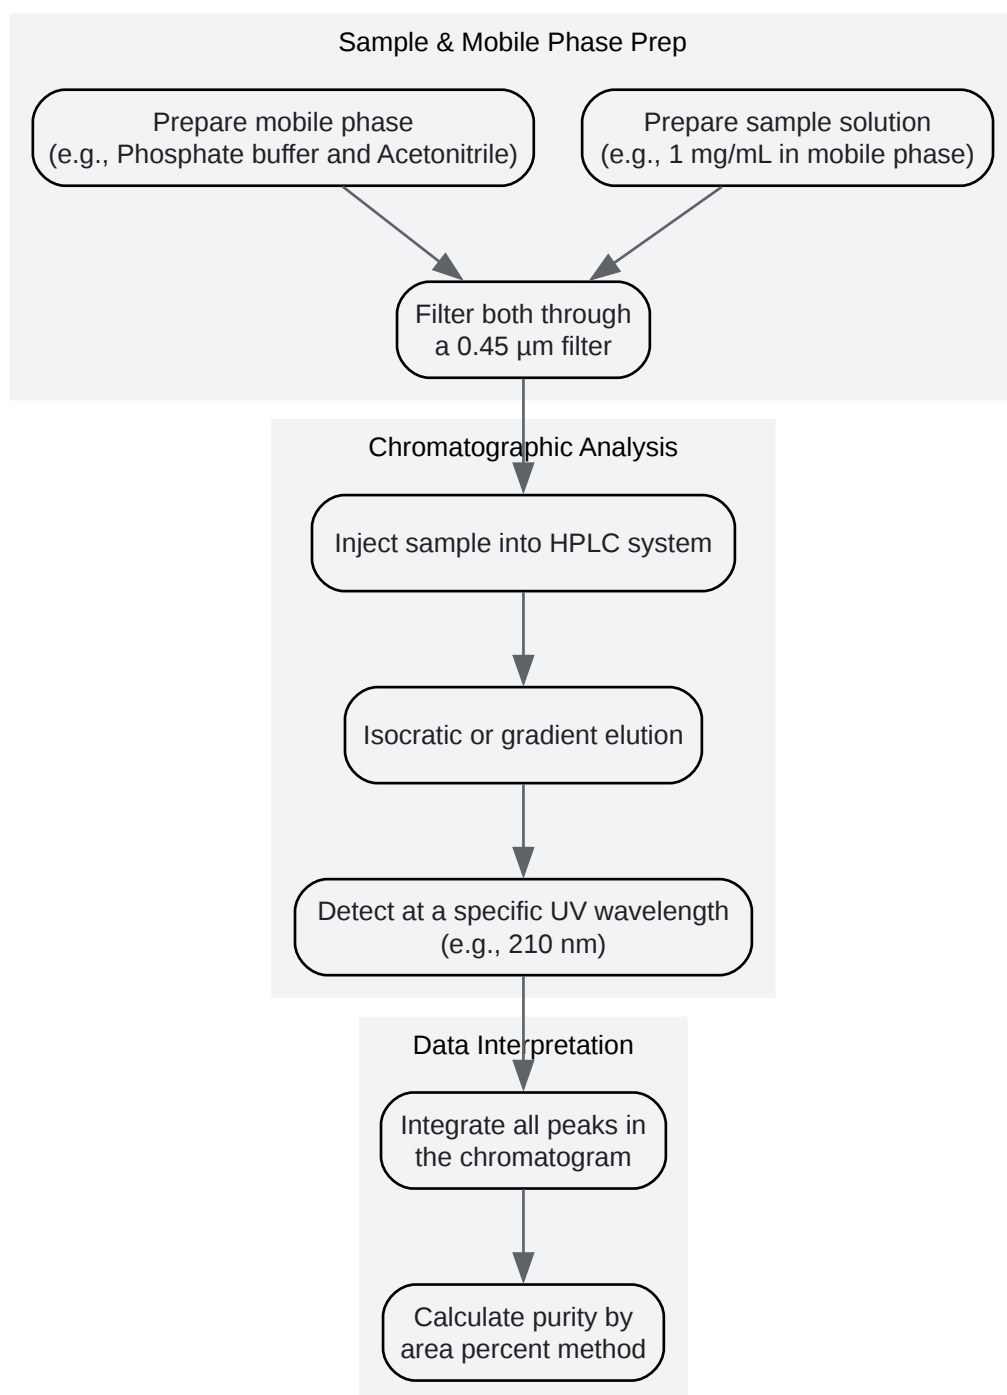 Sample & Mobile Phase Prep
Prepare mobile phase
(e.g., Phosphate buffer and Acetonitrile)
Prepare sample solution
(e.g., 1 mg/mL in mobile phase)
Filter both through
a 0.45 µm filter
Chromatographic Analysis
Inject sample into HPLC system
Isocratic or gradient elution
Detect at a specific UV wavelength
(e.g., 210 nm)
Data Interpretation
Integrate all peaks in
the chromatogram
Calculate purity by
area percent method